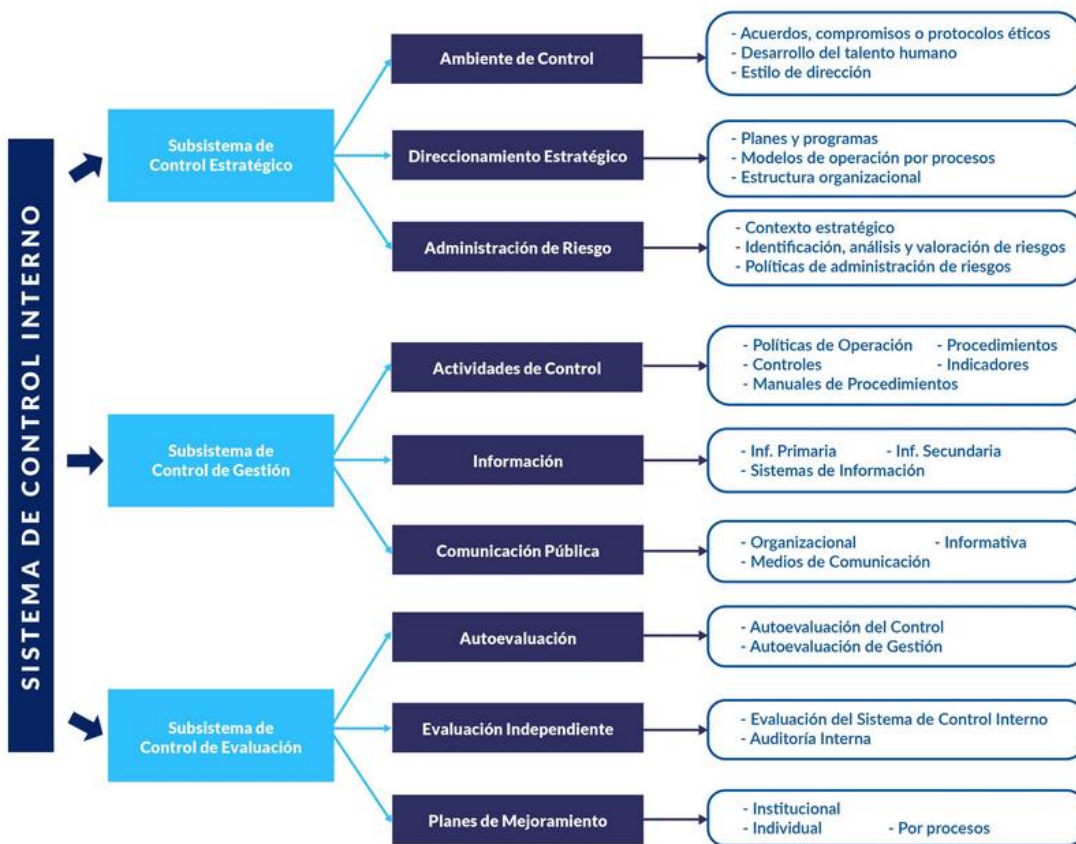 SISTEMA DE CONTROL INTERNO
Subsistema de
Control Estratégico
Ambiente de Control
- Acuerdos, compromisos o protocolos éticos
- Desarrollo del talento humano
- Estilo de dirección
Direccionamiento Estratégico
- Planes y programas
- Modelos de operación por procesos
- Estructura organizacional
Administración de Riesgo
- Contexto estratégico
- Identificación, análisis y valoración de riesgos
- Políticas de administración de riesgos
Subsistema de
Control de Gestión
Actividades de Control
- Políticas de Operación - Procedimientos
- Controles - Indicadores
- Manuales de Procedimientos
Información
- Inf. Primaria - Inf. Secundaria
- Sistemas de Información
Comunicación Pública
- Organizacional - Informativa
- Medios de Comunicación
Subsistema de
Control de Evaluación
Autoevaluación
- Autoevaluación del Control
- Autoevaluación de Gestión
Evaluación Independiente
- Evaluación del Sistema de Control Interno
- Auditoría Interna
Planes de Mejoramiento
- Institucional
- Individual - Por procesos